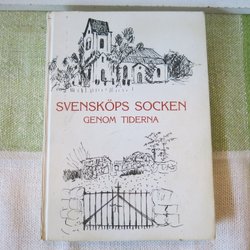 SVENSKÖPS SOCKEN
GENOM TIDERNA